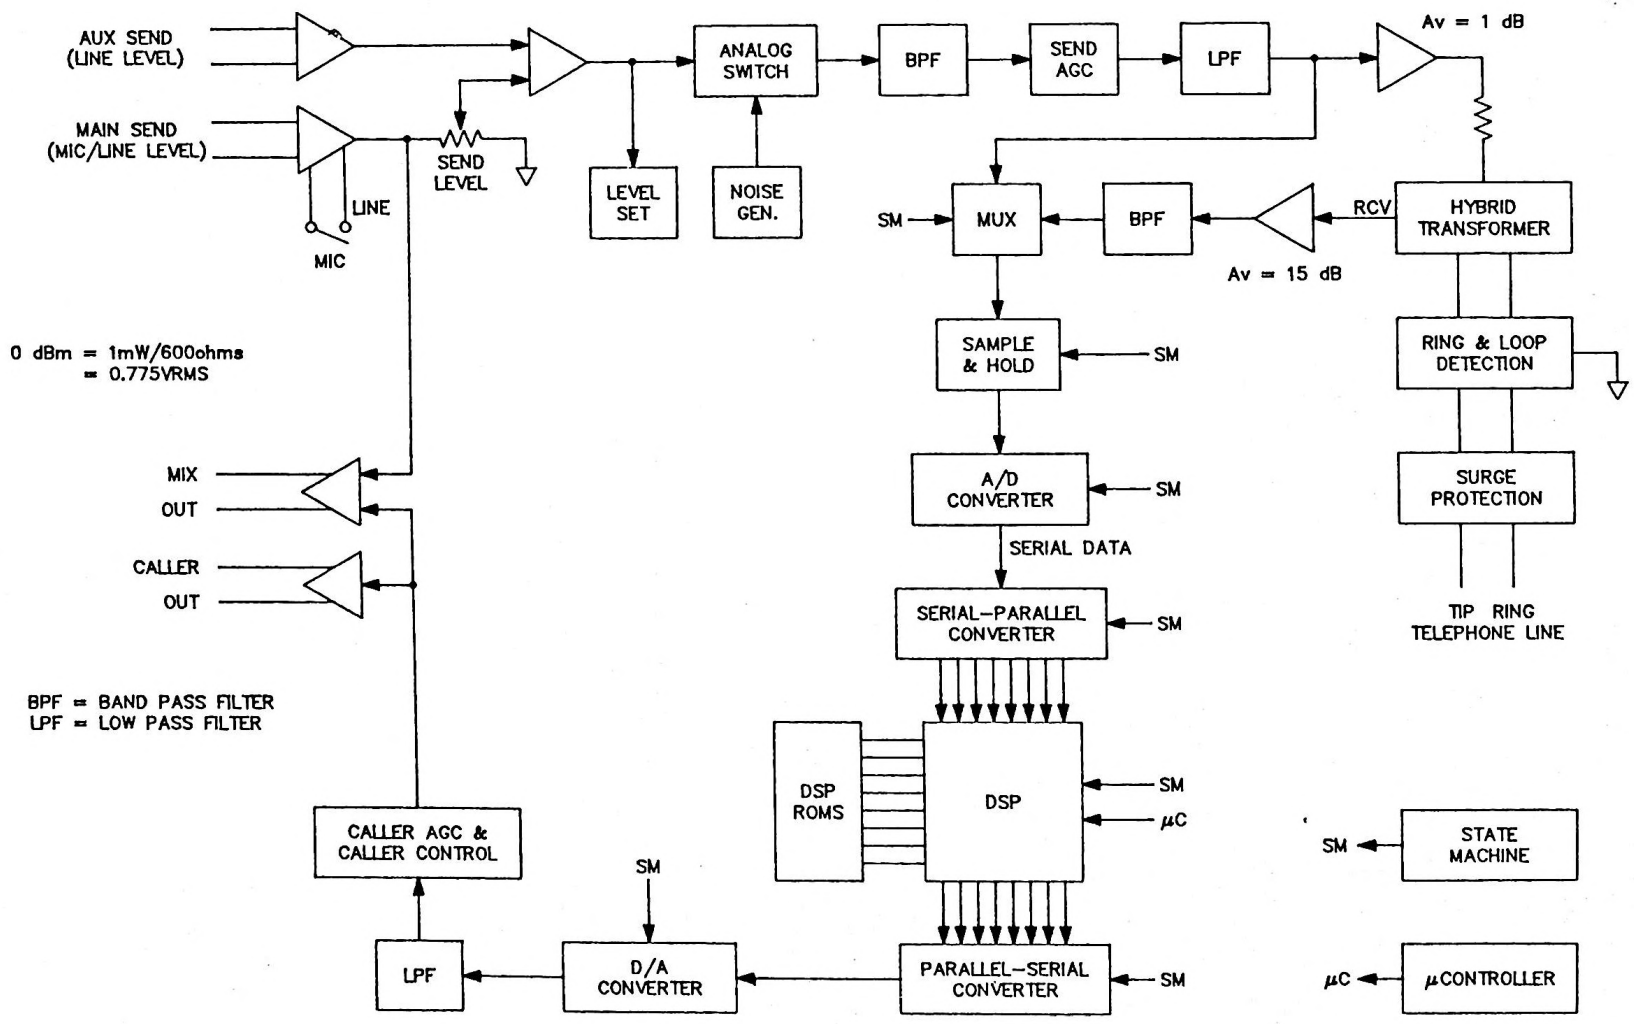 AUX SEND
(LINE LEVEL)
MAIN SEND
(MIC/LINE LEVEL)
LINE
MIC
SEND
LEVEL
LEVEL
SET
ANALOG
SWITCH
NOISE
GEN.
BPF
SEND
AGC
LPF
Av = 1 dB
SM
MUX
BPF
Av = 15 dB
RCV
HYBRID
TRANSFORMER
SAMPLE
& HOLD
SM
RING & LOOP
DETECTION
0 dBm = 1mW/600ohms
= 0.775VRMS
MIX
OUT
CALLER
OUT
A/D
CONVERTER
SM
SURGE
PROTECTION
SERIAL DATA
SERIAL-PARALLEL
CONVERTER
SM
TIP RING
TELEPHONE LINE
BPF = BAND PASS FILTER
LPF = LOW PASS FILTER
DSP
ROMS
DSP
SM
μC
CALLER AGC &
CALLER CONTROL
SM
STATE
MACHINE
SM
LPF
D/A
CONVERTER
PARALLEL-SERIAL
CONVERTER
SM
μC
μCONTROLLER